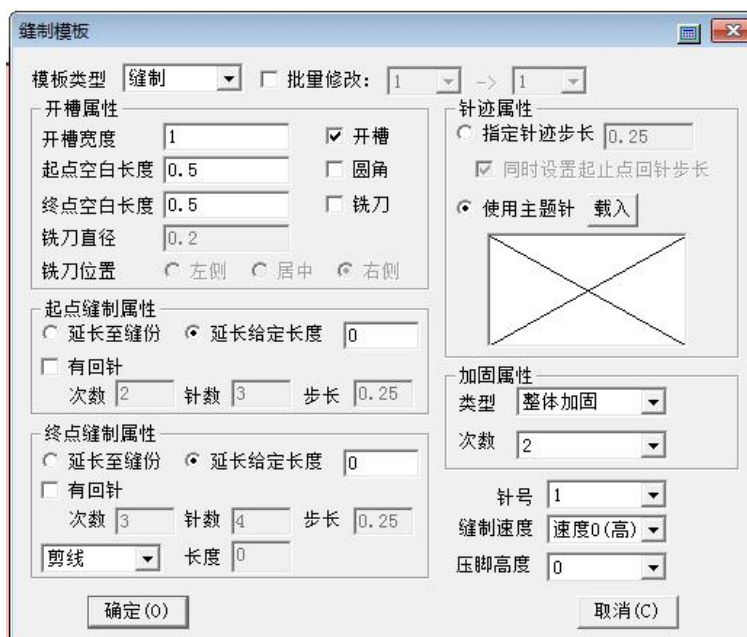 缝制模板
模板类型 缝制 批量修改: 1 -> 1
开槽属性
开槽宽度 1 开槽
起点空白长度 0.5 圆角
终点空白长度 0.5 铣刀
铣刀直径 0.2
铣刀位置 左侧 居中 右侧
起点缝制属性
延长至缝份 延长给定长度 0
有回针
次数 2 针数 3 步长 0.25
终点缝制属性
延长至缝份 延长给定长度 0
有回针
次数 3 针数 4 步长 0.25
剪线 长度 0
针迹属性
指定针迹步长 0.25
同时设置起止点回针步长
使用主题针 载入
加固属性
类型 整体加固
次数 2
针号 1
缝制速度 速度0(高)
压脚高度 0
确定(O) 取消(C)